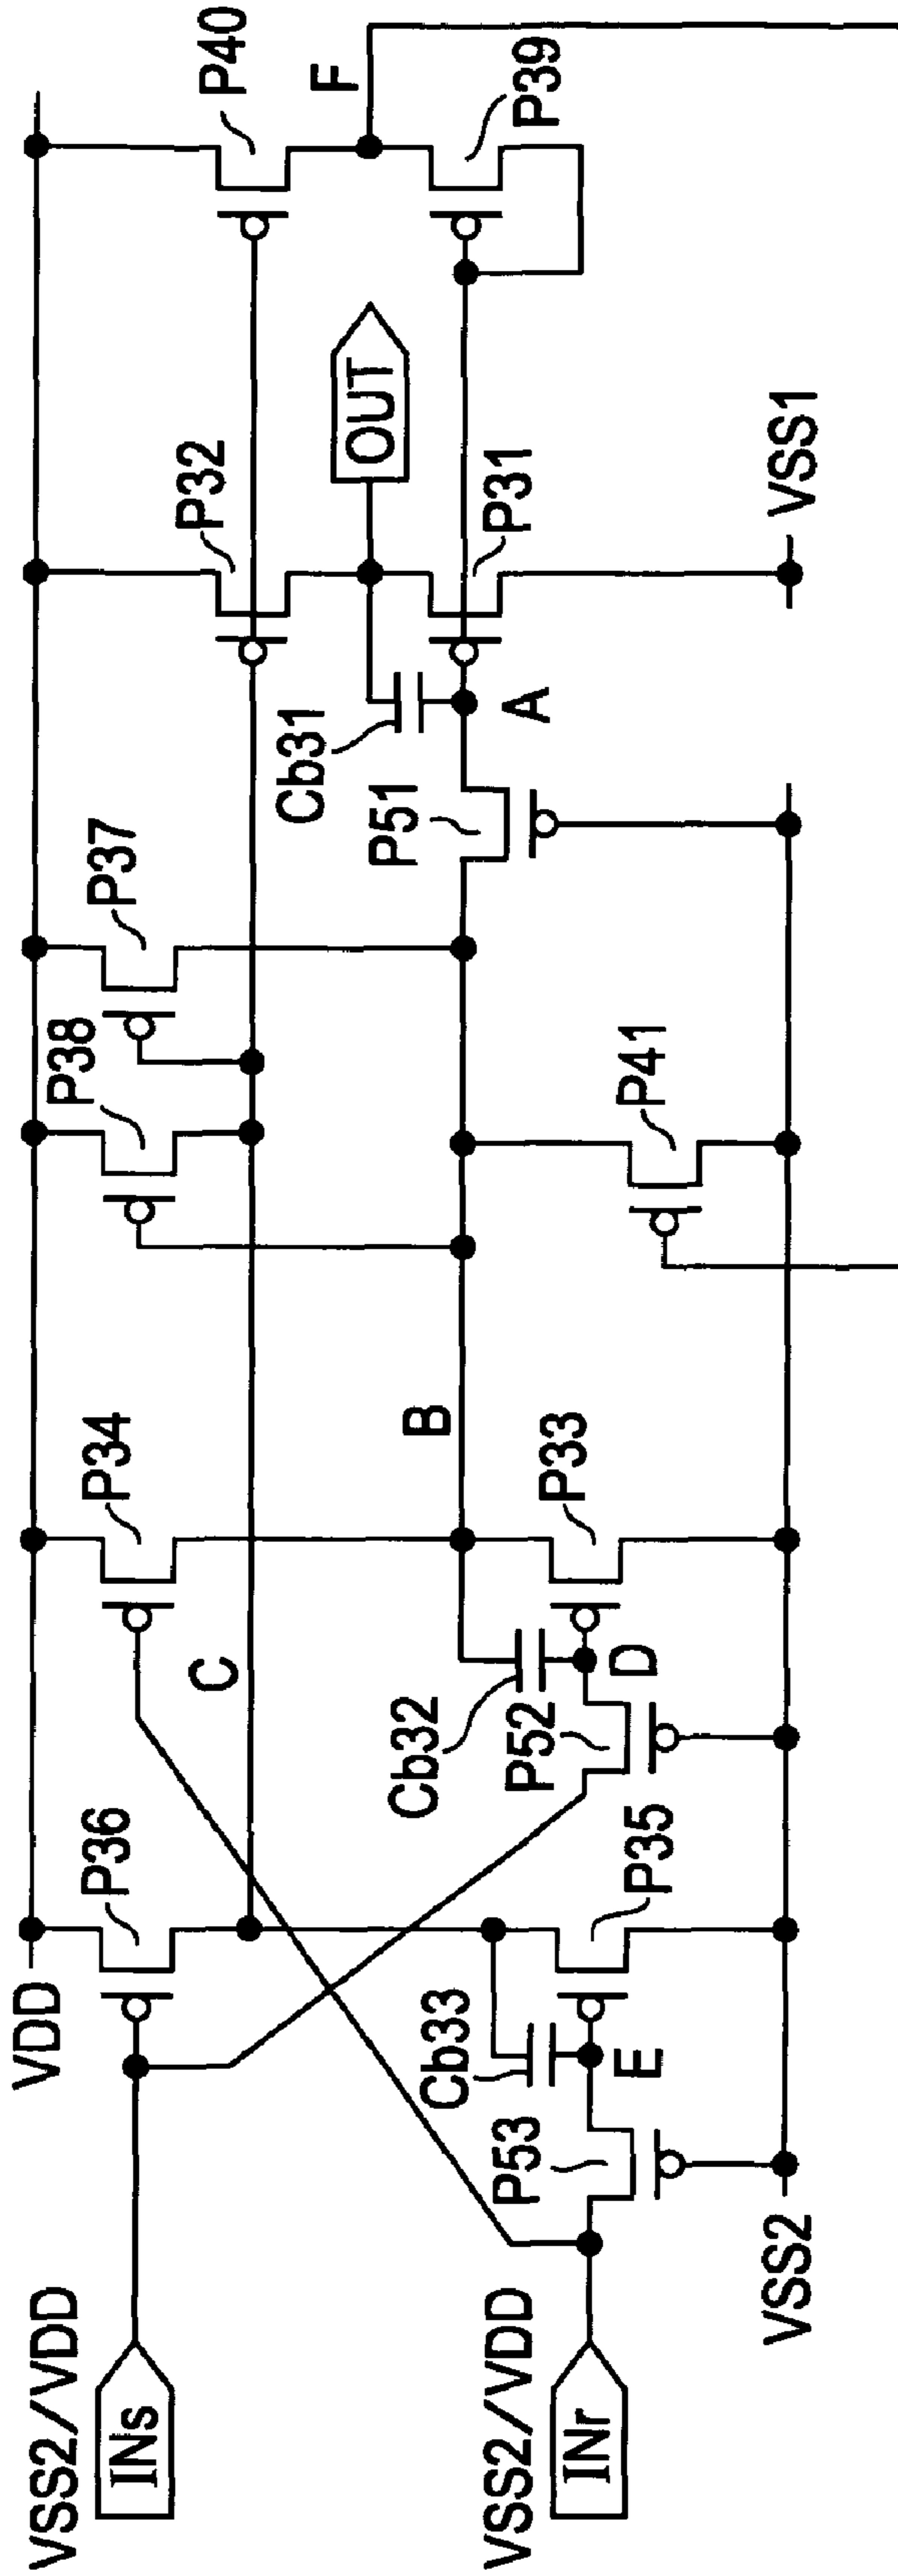 VSS2/VDD
INs
VSS2/VDD
INr
VDD
P36
C
P34
P38
P37
P32
P40
F
OUT
P39
Cb31
P31
P51
A
B
Cb33
P35
Cb32
P33
P41
P53
E
P52
D
VSS2
VSS1